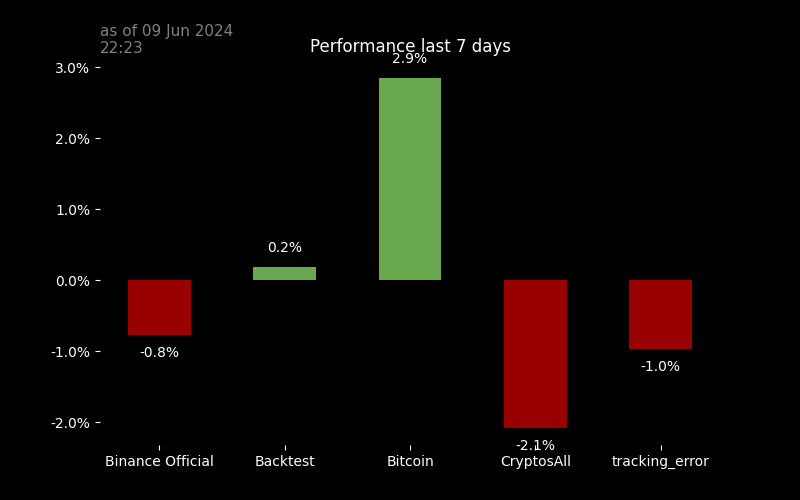 as of 09 Jun 2024
22:23
Performance last 7 days
3.0%
2.0%
1.0%
0.0%
-1.0%
-2.0%
-0.8%
0.2%
2.9%
-2.1%
-1.0%
Binance Official
Backtest
Bitcoin
CryptosAll
tracking_error